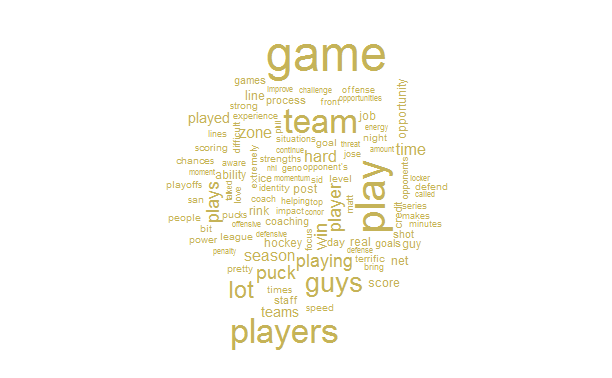 game
games
improve challenge offense
line process front opportunities
strong
opportunity
played experience team job
lines difficult zone pali situations energy night
scoring continue goal threat time
chances aware extremely strengths hard jose amount
moment nhl geno opponent's opponents locker
ability ice momentum sid level
playoffs talked identity post player play defend
called
san plays love coach helping top matt credit series
people pucks rink impact conor makes
offensive minutes
bit defensive coaching win shot
power league hockey focus day real goals guy
penalty season defense
pretty playing terrific net
puck bring
lot times guys score
staff speed
teams
players